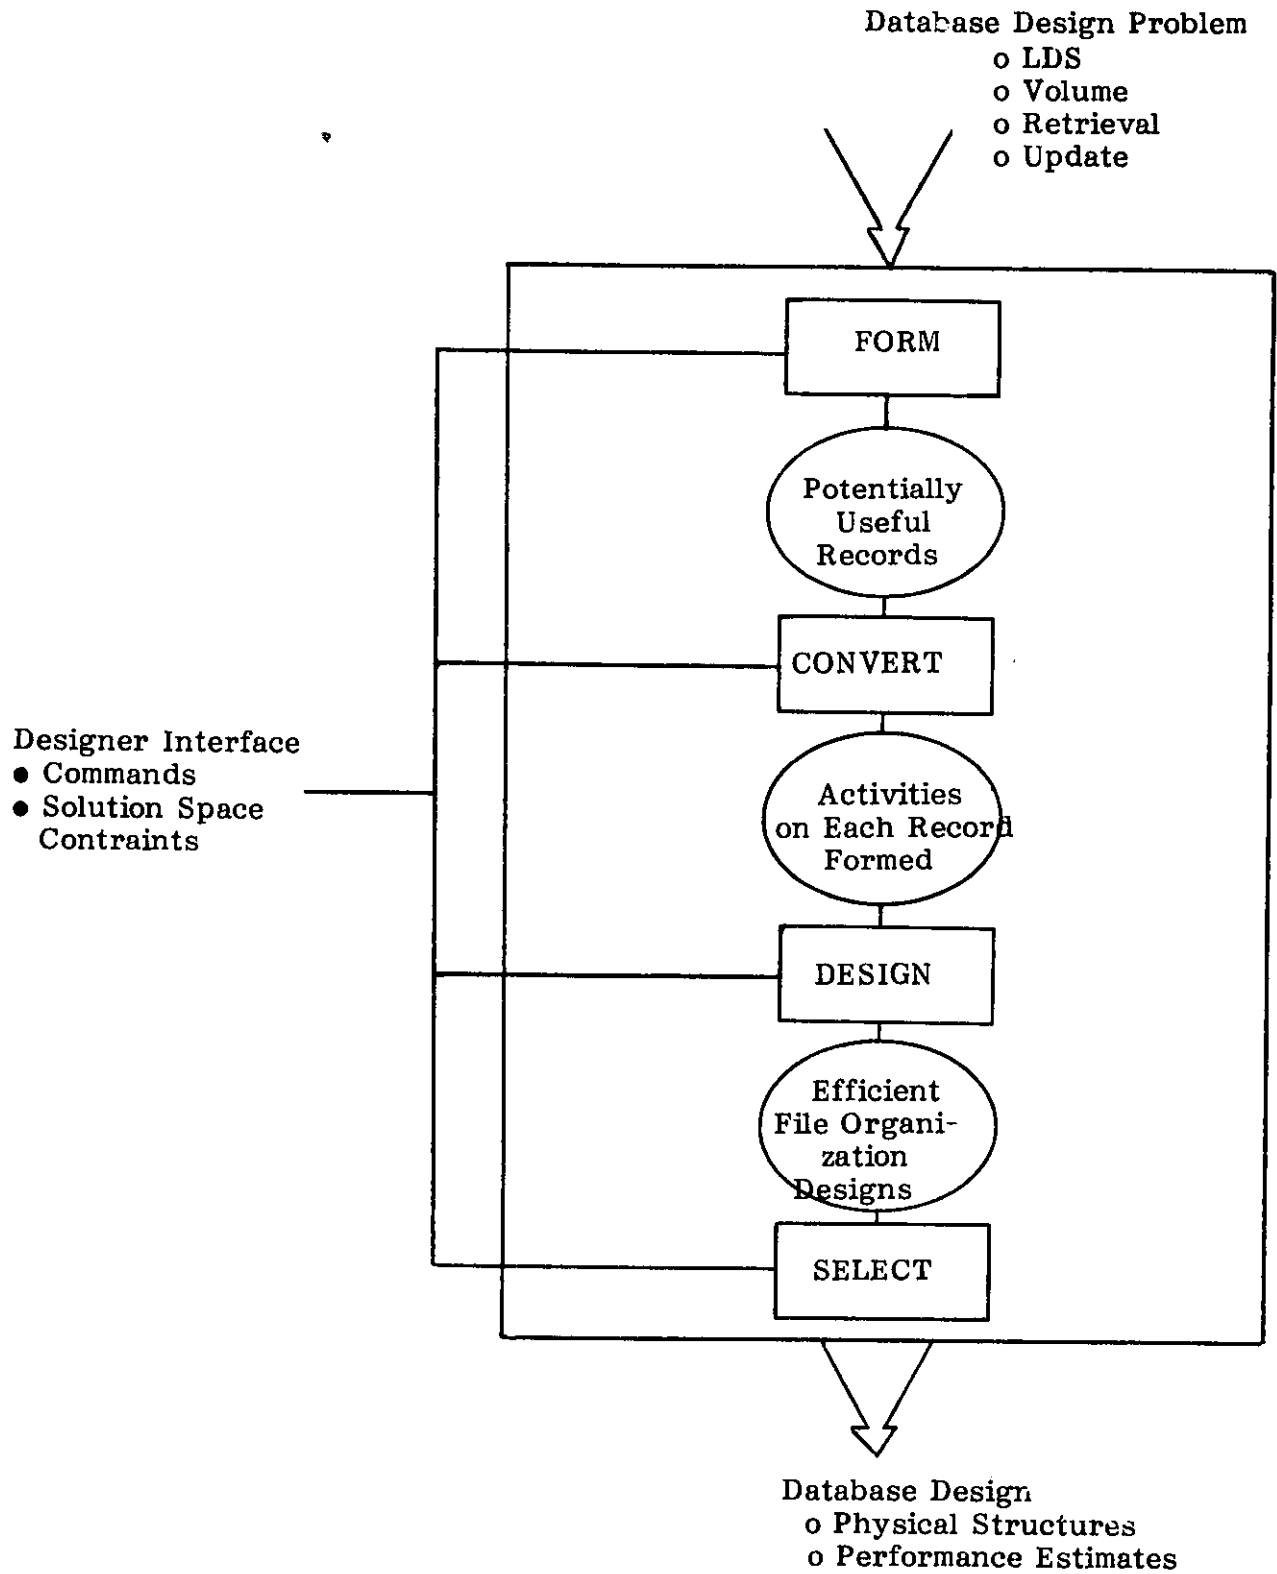 Database Design Problem
o LDS
o Volume
o Retrieval
o Update
FORM
Potentially
Useful
Records
CONVERT
Designer Interface
● Commands
● Solution Space
Contraints
Activities
on Each Record
Formed
DESIGN
Efficient
File Organi-
zation
Designs
SELECT
Database Design
o Physical Structures
o Performance Estimates